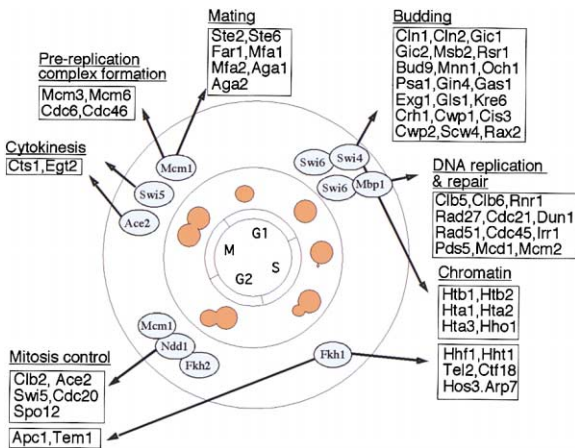 Mating
Ste2,Ste6
Far1,Mfa1
Mfa2,Aga1
Aga2
Budding
Cln1,Cln2,Gic1
Gic2,Msb2,Rsr1
Bud9,Mnn1,Och1
Psa1,Gin4,Gas1
Exg1,Gls1,Kre6
Crh1,Cwp1,Cis3
Cwp2,Scw4,Rax2
Pre-replication
complex formation
Mcm3,Mcm6
Cdc6,Cdc46
Cytokinesis
Cts1,Egt2
Mcm1
Swi5
Ace2
Swi6
Swi4
Swi6
Mbp1
DNA replication
& repair
Clb5,Clb6,Rnr1
Rad27,Cdc21,Dun1
Rad51,Cdc45,Irr1
Pds5,Mcd1,Mcm2
G1
M
S
G2
Chromatin
Htb1,Htb2
Hta1,Hta2
Hta3,Hho1
Mcm1
Ndd1
Fkh2
Fkh1
Hhf1,Hht1
Tel2,Ctf18
Hos3.Arp7
Mitosis control
Clb2, Ace2
Swi5,Cdc20
Spo12
Apc1,Tem1